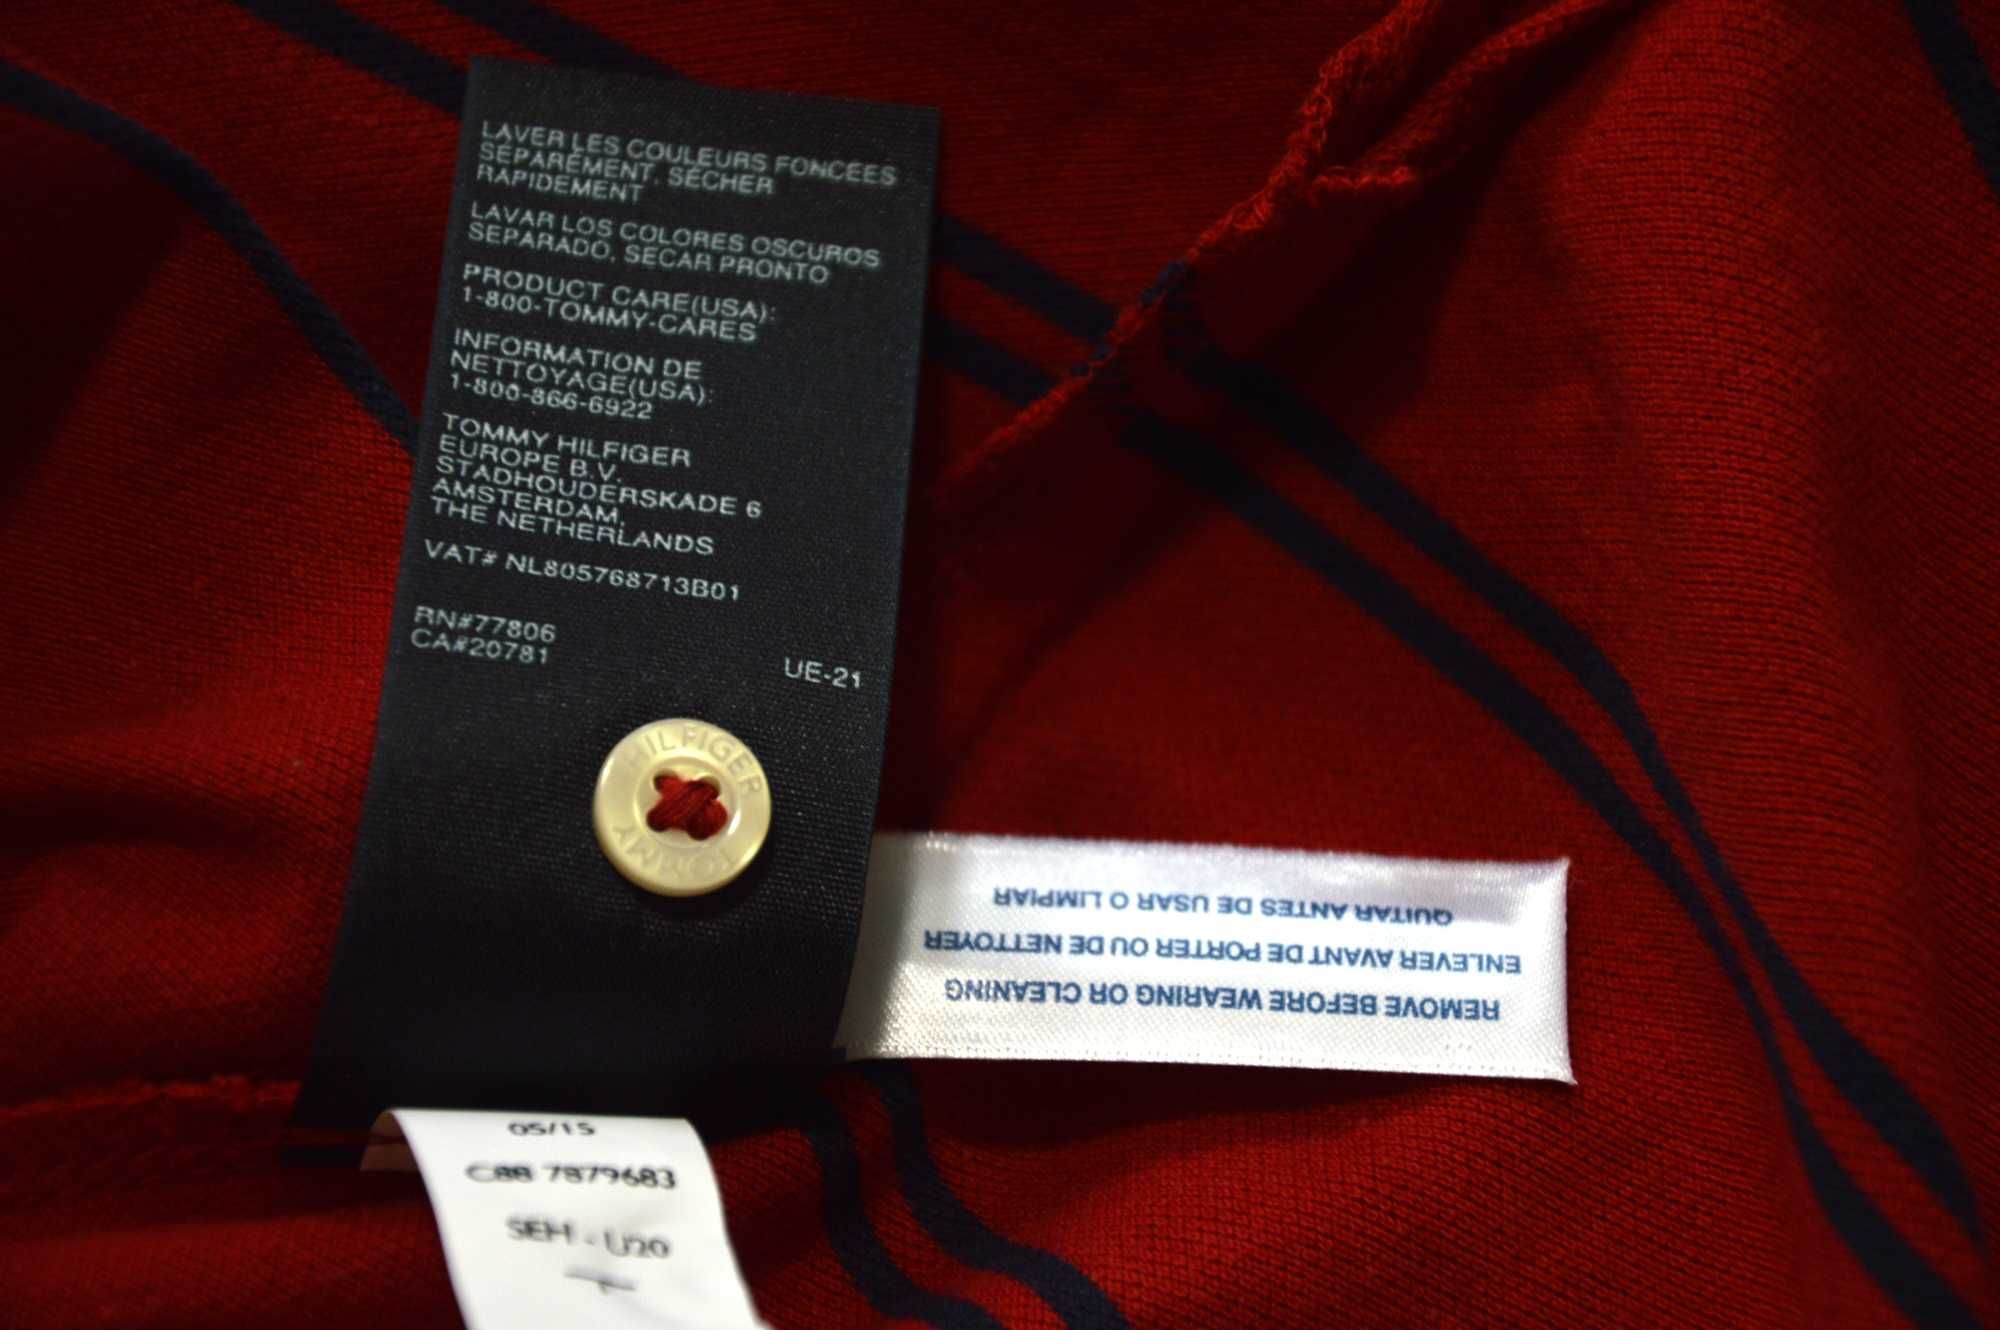 LAVER LES COULEURS FONCÉES
SÉPARÉMENT, SÉCHER
RAPIDEMENT
LAVAR LOS COLORES OSCUROS
SEPARADO, SECAR PRONTO
PRODUCT CARE(USA):
1-800-TOMMY-CARES
INFORMATION DE
NETTOYAGE(USA):
1-800-866-6922
TOMMY HILFIGER
EUROPE B.V.
STADHOUDERSKADE 6
AMSTERDAM,
THE NETHERLANDS
VAT# NL805768713B01
RN#77806
CA#20781
UE-21
HILFIGER
TOMMY
REMOVE BEFORE WEARING OR CLEANING
ENLEVER AVANT DE PORTER OU DE NETTOYER
QUITAR ANTES DE USAR O LIMPIAR
05/15
C88 7879683
SEH1 - U20